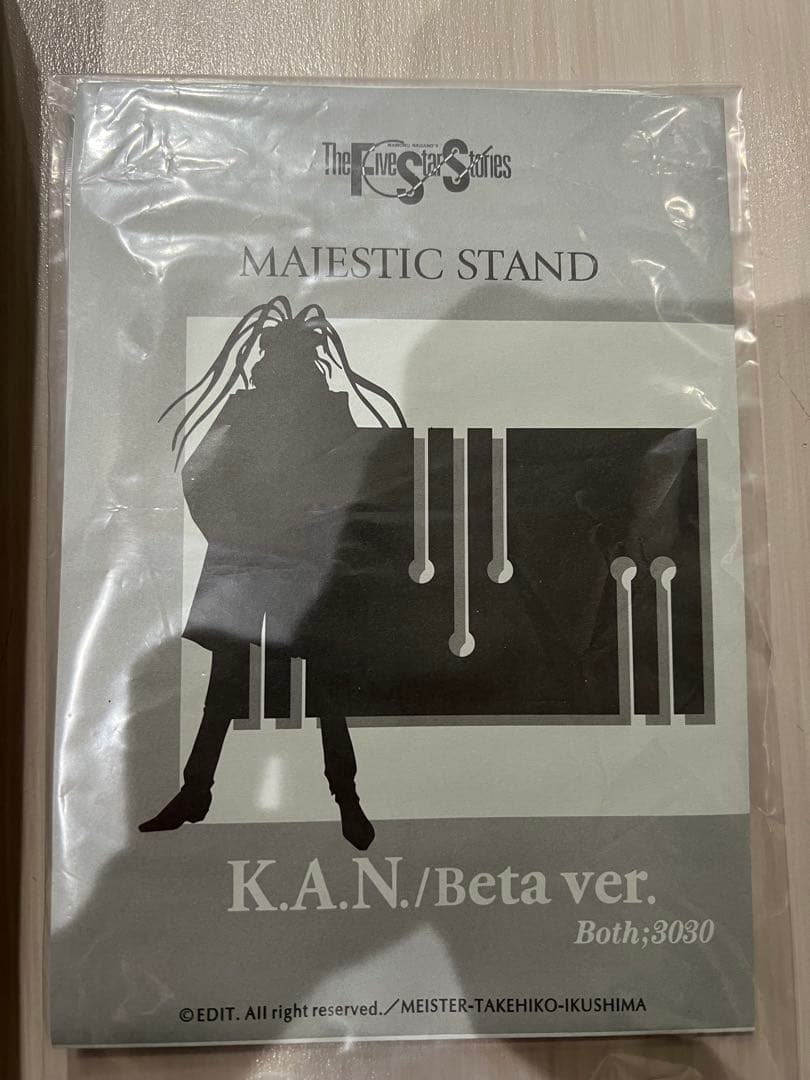 MAMORU NAGANO'S
The Five Star Stories
MAJESTIC STAND
K.A.N./Beta ver.
Both;3030
©EDIT. All right reserved./MEISTER-TAKEHIKO-IKUSHIMA